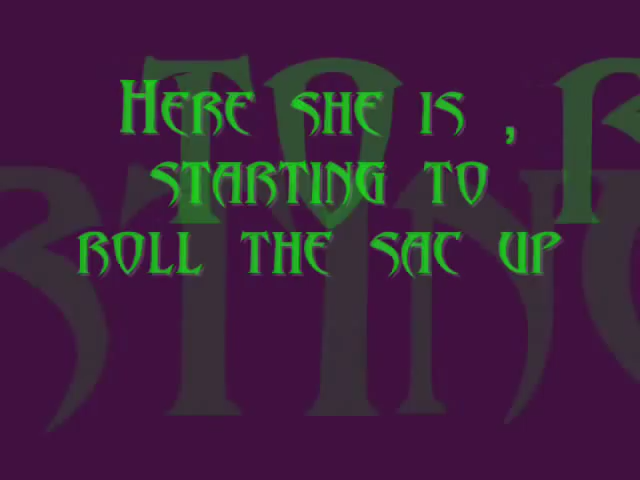 Here she is ,
starting to
roll the sac up